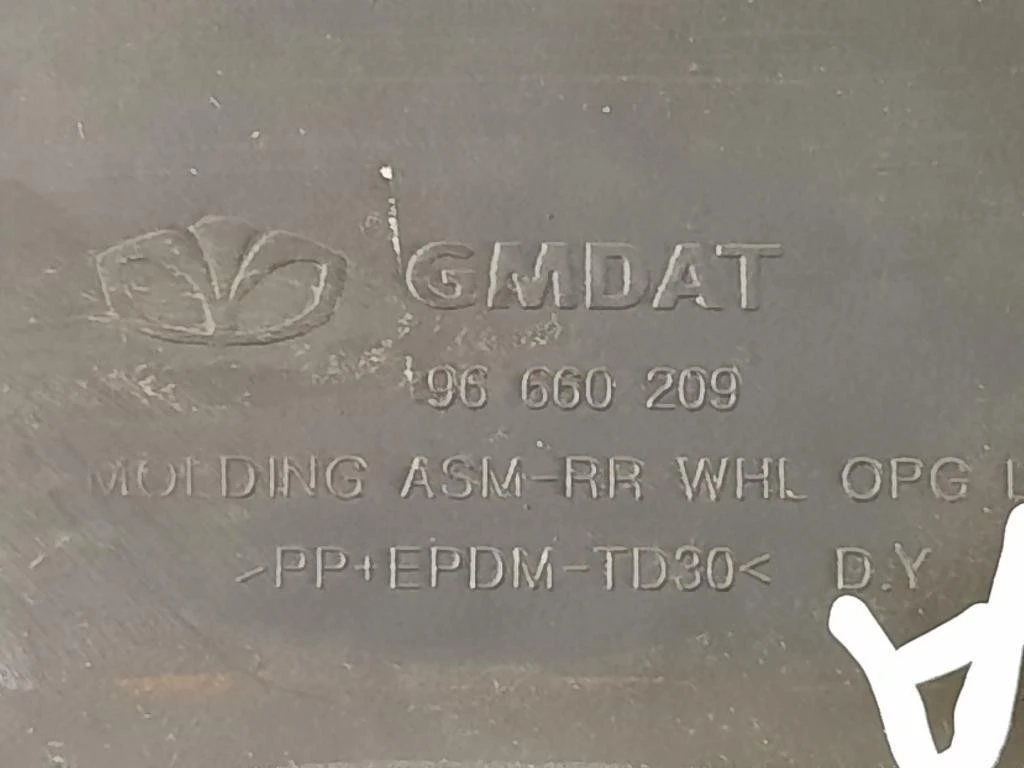 GMDAT
96 660 209
MOLDING ASM-RR WHL OPG L
>PP+EPDM-TD30< D.Y